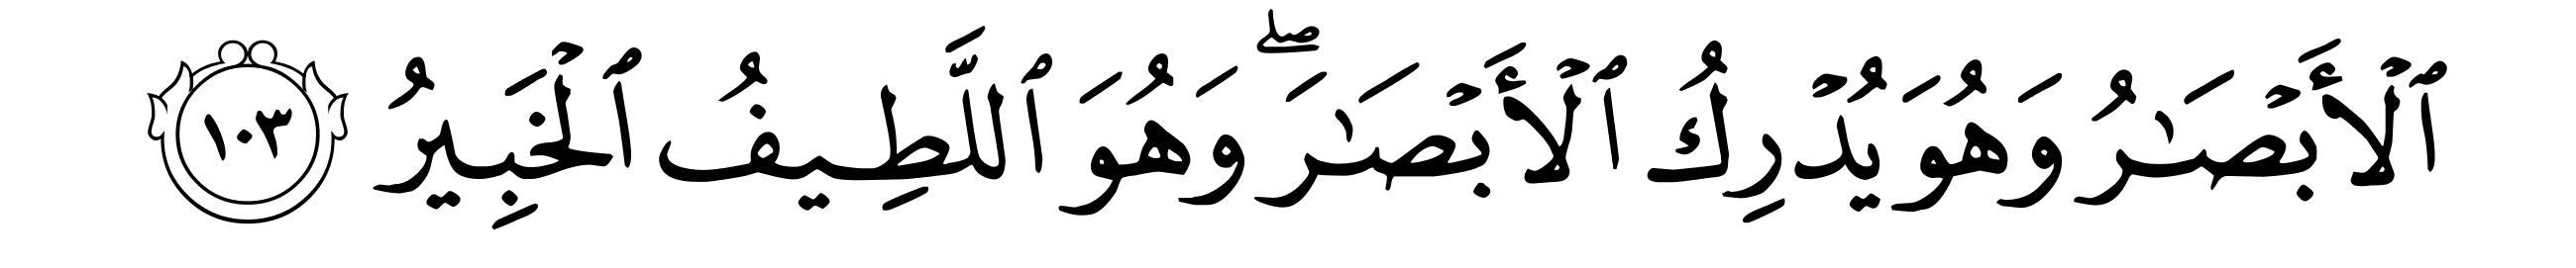 ٱلۡأَبۡصَٰرُ وَهُوَ يُدۡرِكُ ٱلۡأَبۡصَٰرَۖ وَهُوَ ٱللَّطِيفُ ٱلۡخَبِيرُ ١٠٣